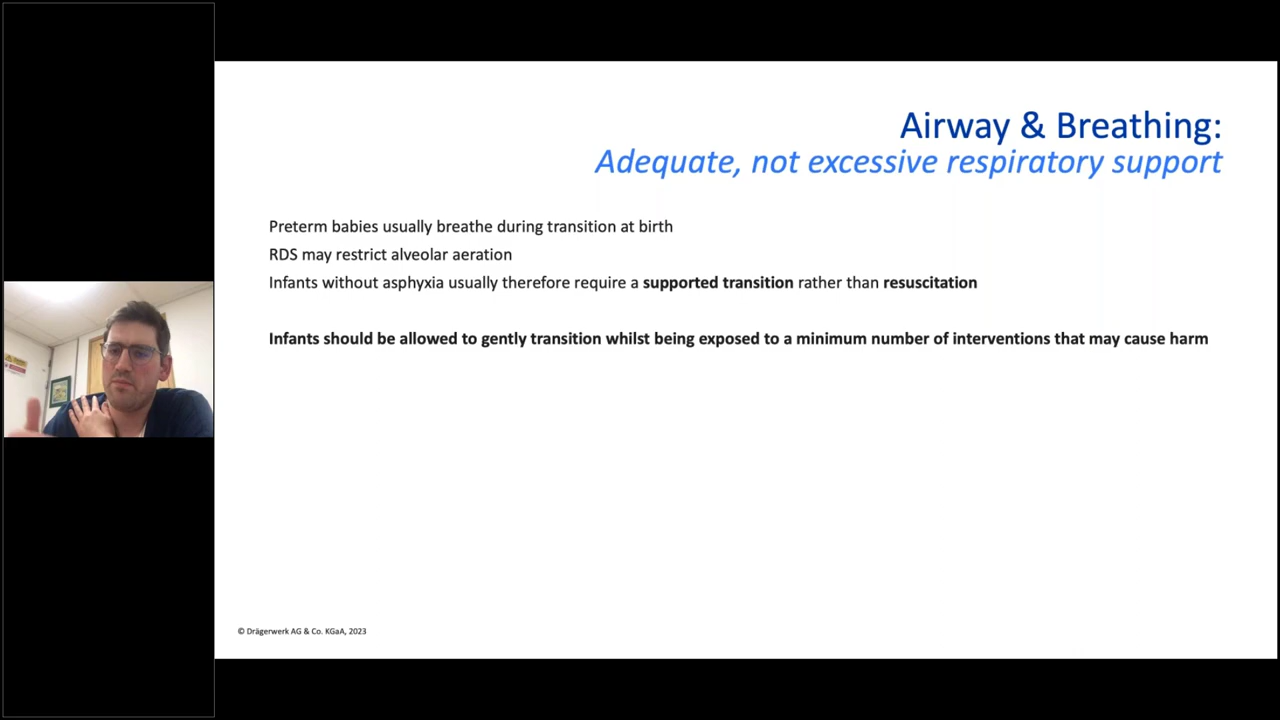 Airway & Breathing:
Adequate, not excessive respiratory support
Preterm babies usually breathe during transition at birth
RDS may restrict alveolar aeration
Infants without asphyxia usually therefore require a supported transition rather than resuscitation
Infants should be allowed to gently transition whilst being exposed to a minimum number of interventions that may cause harm
© Drägerwerk AG & Co. KGaA, 2023